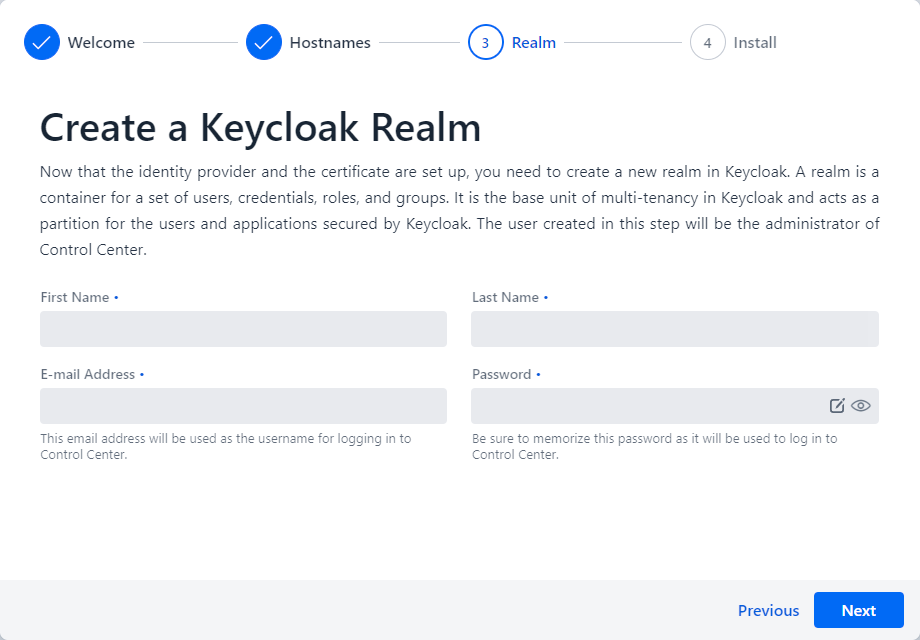 Welcome
Hostnames
3 Realm
4 Install
Create a Keycloak Realm
Now that the identity provider and the certificate are set up, you need to create a new realm in Keycloak. A realm is a
container for a set of users, credentials, roles, and groups. It is the base unit of multi-tenancy in Keycloak and acts as a
partition for the users and applications secured by Keycloak. The user created in this step will be the administrator of
Control Center.
First Name •
Last Name •
E-mail Address •
Password •
This email address will be used as the username for logging in to
Control Center.
Be sure to memorize this password as it will be used to log in to
Control Center.
Previous
Next